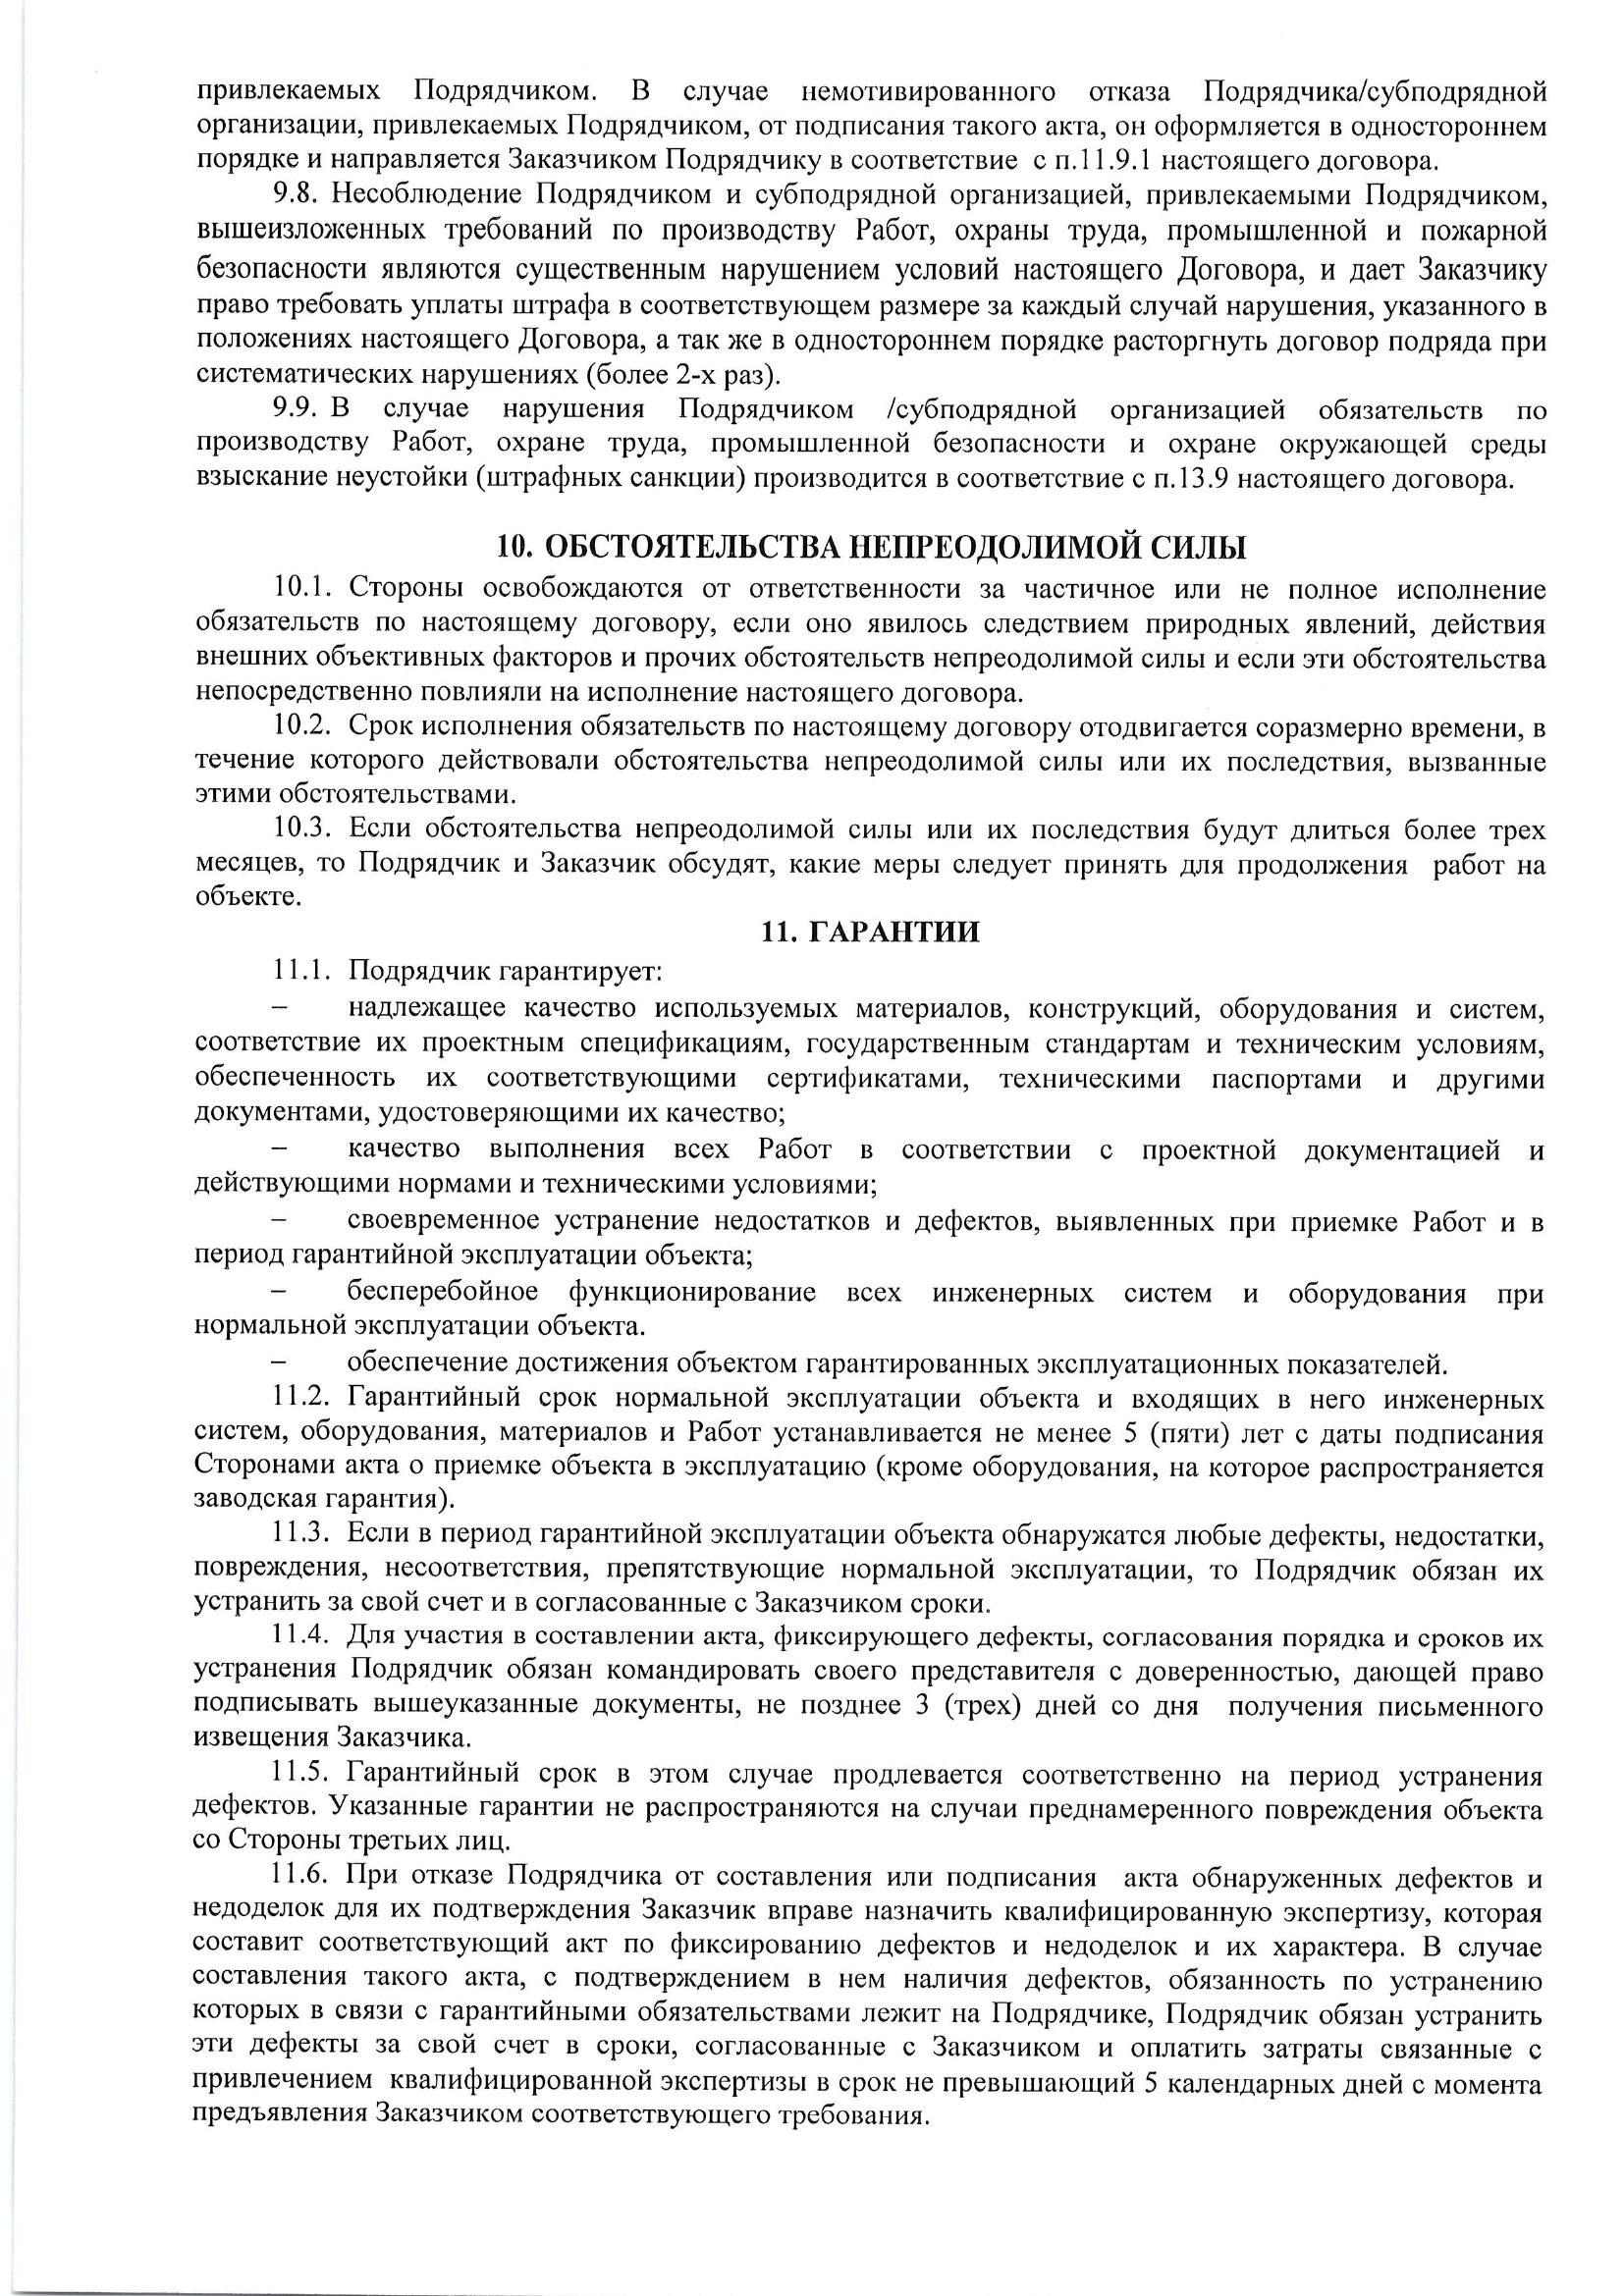 привлекаемых Подрядчиком. В случае немотивированного отказа Подрядчика/субподрядной
организации, привлекаемых Подрядчиком, от подписания такого акта, он оформляется в одностороннем
порядке и направляется Заказчиком Подрядчику в соответствие с п.11.9.1 настоящего договора.
9.8. Несоблюдение Подрядчиком и субподрядной организацией, привлекаемыми Подрядчиком,
вышеизложенных требований по производству Работ, охраны труда, промышленной и пожарной
безопасности являются существенным нарушением условий настоящего Договора, и дает Заказчику
право требовать уплаты штрафа в соответствующем размере за каждый случай нарушения, указанного в
положениях настоящего Договора, а так же в одностороннем порядке расторгнуть договор подряда при
систематических нарушениях (более 2-х раз).
9.9. В случае нарушения Подрядчиком /субподрядной организацией обязательств по
производству Работ, охране труда, промышленной безопасности и охране окружающей среды
взыскание неустойки (штрафных санкции) производится в соответствие с п.13.9 настоящего договора.
10. ОБСТОЯТЕЛЬСТВА НЕПРЕОДОЛИМОЙ СИЛЫ
10.1. Стороны освобождаются от ответственности за частичное или не полное исполнение
обязательств по настоящему договору, если оно явилось следствием природных явлений, действия
внешних объективных факторов и прочих обстоятельств непреодолимой силы и если эти обстоятельства
непосредственно повлияли на исполнение настоящего договора.
10.2. Срок исполнения обязательств по настоящему договору отодвигается соразмерно времени, в
течение которого действовали обстоятельства непреодолимой силы или их последствия, вызванные
этими обстоятельствами.
10.3. Если обстоятельства непреодолимой силы или их последствия будут длиться более трех
месяцев, то Подрядчик и Заказчик обсудят, какие меры следует принять для продолжения работ на
объекте.
11. ГАРАНТИИ
11.1. Подрядчик гарантирует:
– надлежащее качество используемых материалов, конструкций, оборудования и систем,
соответствие их проектным спецификациям, государственным стандартам и техническим условиям,
обеспеченность их соответствующими сертификатами, техническими паспортами и другими
документами, удостоверяющими их качество;
– качество выполнения всех Работ в соответствии с проектной документацией и
действующими нормами и техническими условиями;
– своевременное устранение недостатков и дефектов, выявленных при приемке Работ и в
период гарантийной эксплуатации объекта;
– бесперебойное функционирование всех инженерных систем и оборудования при
нормальной эксплуатации объекта.
– обеспечение достижения объектом гарантированных эксплуатационных показателей.
11.2. Гарантийный срок нормальной эксплуатации объекта и входящих в него инженерных
систем, оборудования, материалов и Работ устанавливается не менее 5 (пяти) лет с даты подписания
Сторонами акта о приемке объекта в эксплуатацию (кроме оборудования, на которое распространяется
заводская гарантия).
11.3. Если в период гарантийной эксплуатации объекта обнаружатся любые дефекты, недостатки,
повреждения, несоответствия, препятствующие нормальной эксплуатации, то Подрядчик обязан их
устранить за свой счет и в согласованные с Заказчиком сроки.
11.4. Для участия в составлении акта, фиксирующего дефекты, согласования порядка и сроков их
устранения Подрядчик обязан командировать своего представителя с доверенностью, дающей право
подписывать вышеуказанные документы, не позднее 3 (трех) дней со дня получения письменного
извещения Заказчика.
11.5. Гарантийный срок в этом случае продлевается соответственно на период устранения
дефектов. Указанные гарантии не распространяются на случаи преднамеренного повреждения объекта
со Стороны третьих лиц.
11.6. При отказе Подрядчика от составления или подписания акта обнаруженных дефектов и
недоделок для их подтверждения Заказчик вправе назначить квалифицированную экспертизу, которая
составит соответствующий акт по фиксированию дефектов и недоделок и их характера. В случае
составления такого акта, с подтверждением в нем наличия дефектов, обязанность по устранению
которых в связи с гарантийными обязательствами лежит на Подрядчике, Подрядчик обязан устранить
эти дефекты за свой счет в сроки, согласованные с Заказчиком и оплатить затраты связанные с
привлечением квалифицированной экспертизы в срок не превышающий 5 календарных дней с момента
предъявления Заказчиком соответствующего требования.